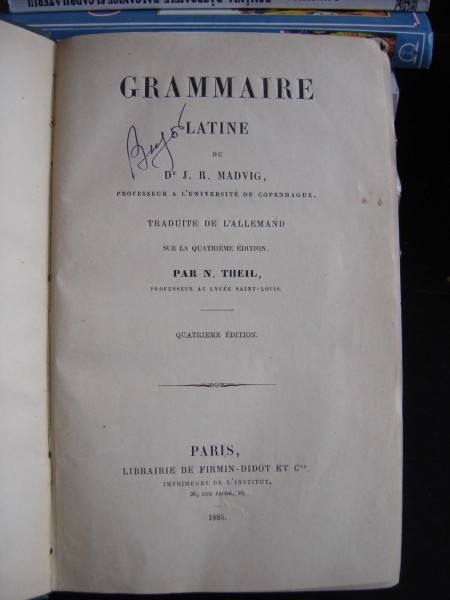 GRAMMAIRE
LATINE
DU
Dr J. R. MADVIG,
PROFESSEUR A L'UNIVERSITÉ DE COPENHAGUE,
TRADUITE DE L'ALLEMAND
SUR LA QUATRIÈME ÉDITION.
PAR N. THEIL,
PROFESSEUR AU LYCÉE SAINT-LOUIS.
QUATRIEME ÉDITION.
PARIS,
LIBRAIRIE DE FIRMIN-DIDOT ET Cie,
IMPRIMEURS DE L'INSTITUT,
56, RUE JACOB, 56.
1885.